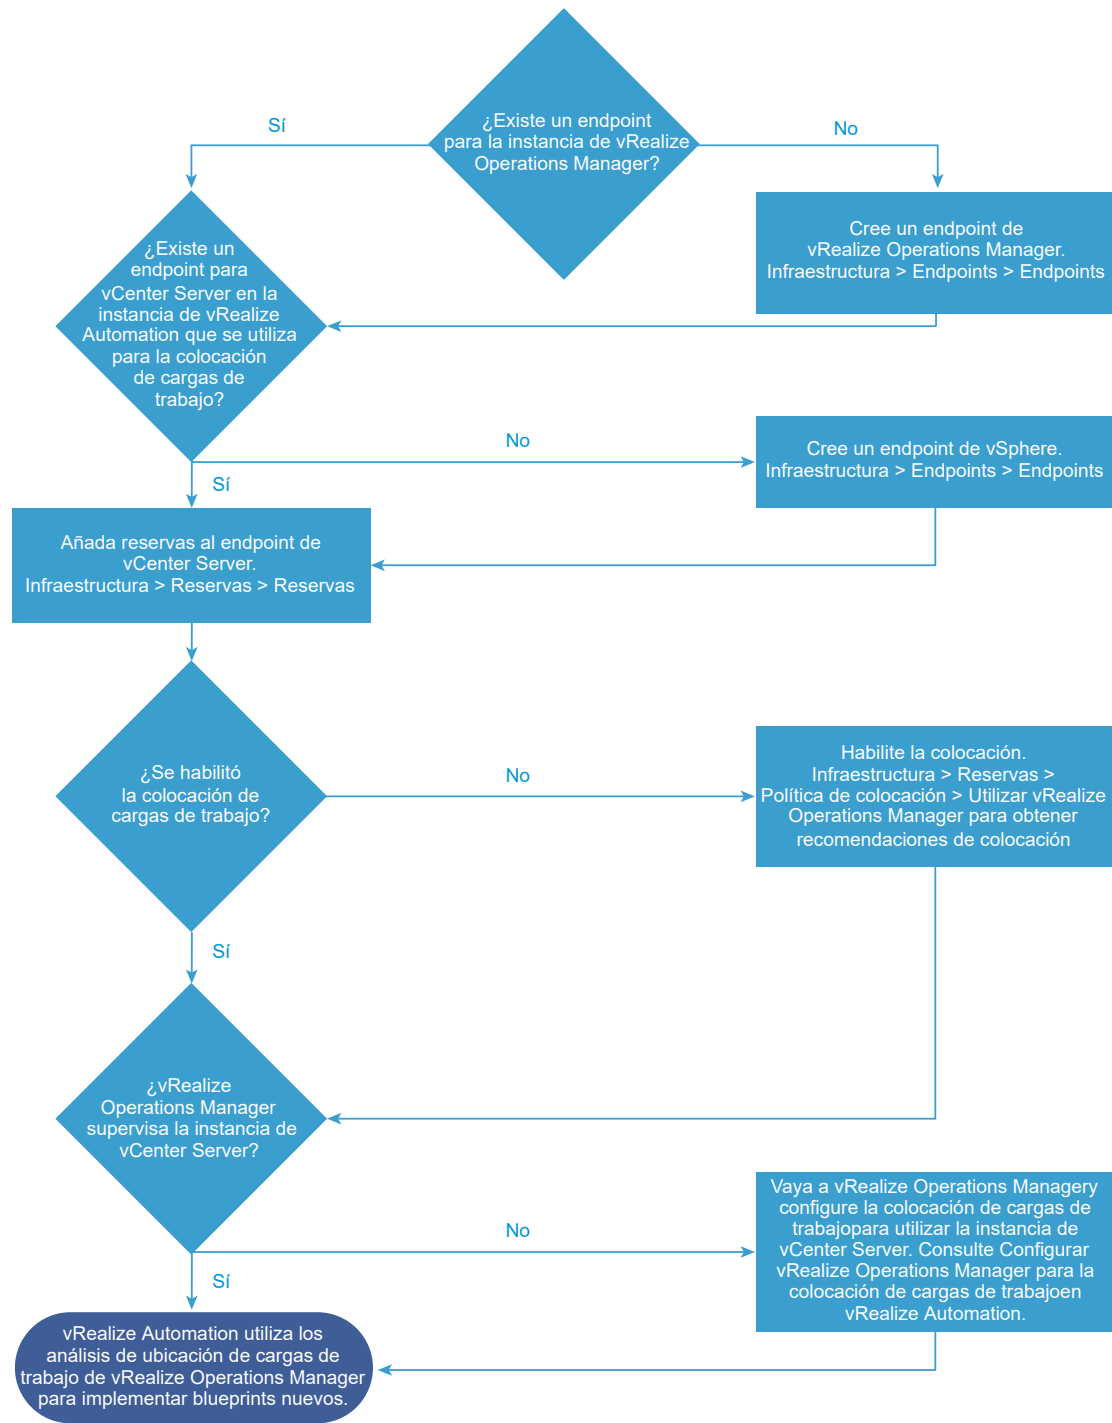 ¿Existe un endpoint
para la instancia de vRealize
Operations Manager?
Sí
No
Cree un endpoint de
vRealize Operations Manager.
Infraestructura > Endpoints > Endpoints
¿Existe un
endpoint para
vCenter Server en la
instancia de vRealize
Automation que se utiliza
para la colocación
de cargas de
trabajo?
No
Sí
Cree un endpoint de vSphere.
Infraestructura > Endpoints > Endpoints
Añada reservas al endpoint de
vCenter Server.
Infraestructura > Reservas > Reservas
¿Se habilitó
la colocación de
cargas de trabajo?
No
Sí
Habilite la colocación.
Infraestructura > Reservas >
Política de colocación > Utilizar vRealize
Operations Manager para obtener
recomendaciones de colocación
¿vRealize
Operations Manager
supervisa la instancia de
vCenter Server?
No
Sí
Vaya a vRealize Operations Managery
configure la colocación de cargas de
trabajopara utilizar la instancia de
vCenter Server. Consulte Configurar
vRealize Operations Manager para la
colocación de cargas de trabajoen
vRealize Automation.
vRealize Automation utiliza los
análisis de ubicación de cargas de
trabajo de vRealize Operations Manager
para implementar blueprints nuevos.